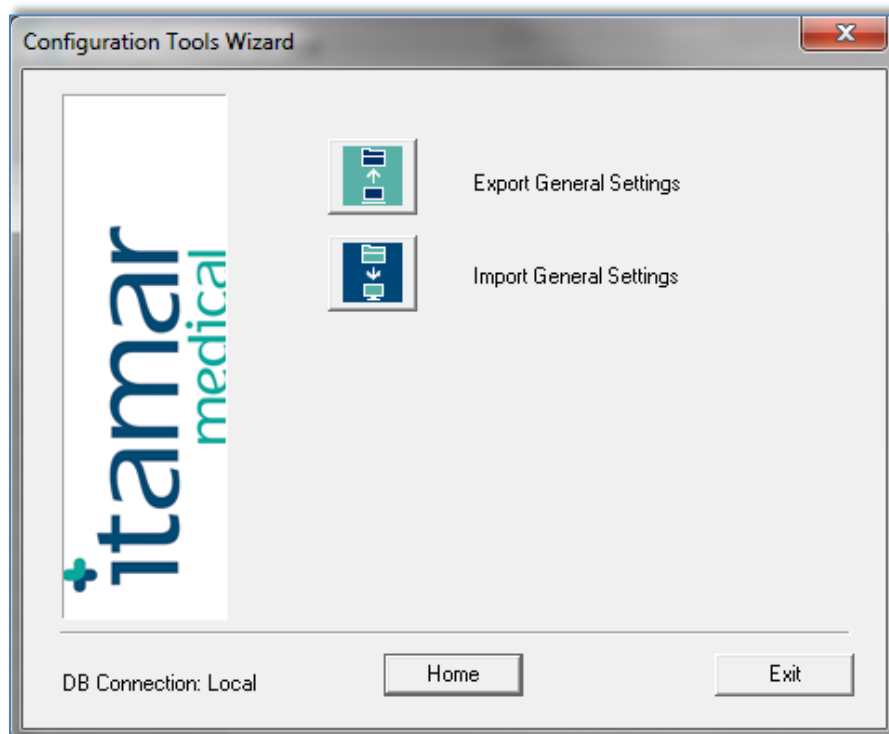 Configuration Tools Wizard
itamar
medical
Export General Settings
Import General Settings
DB Connection: Local
Home
Exit